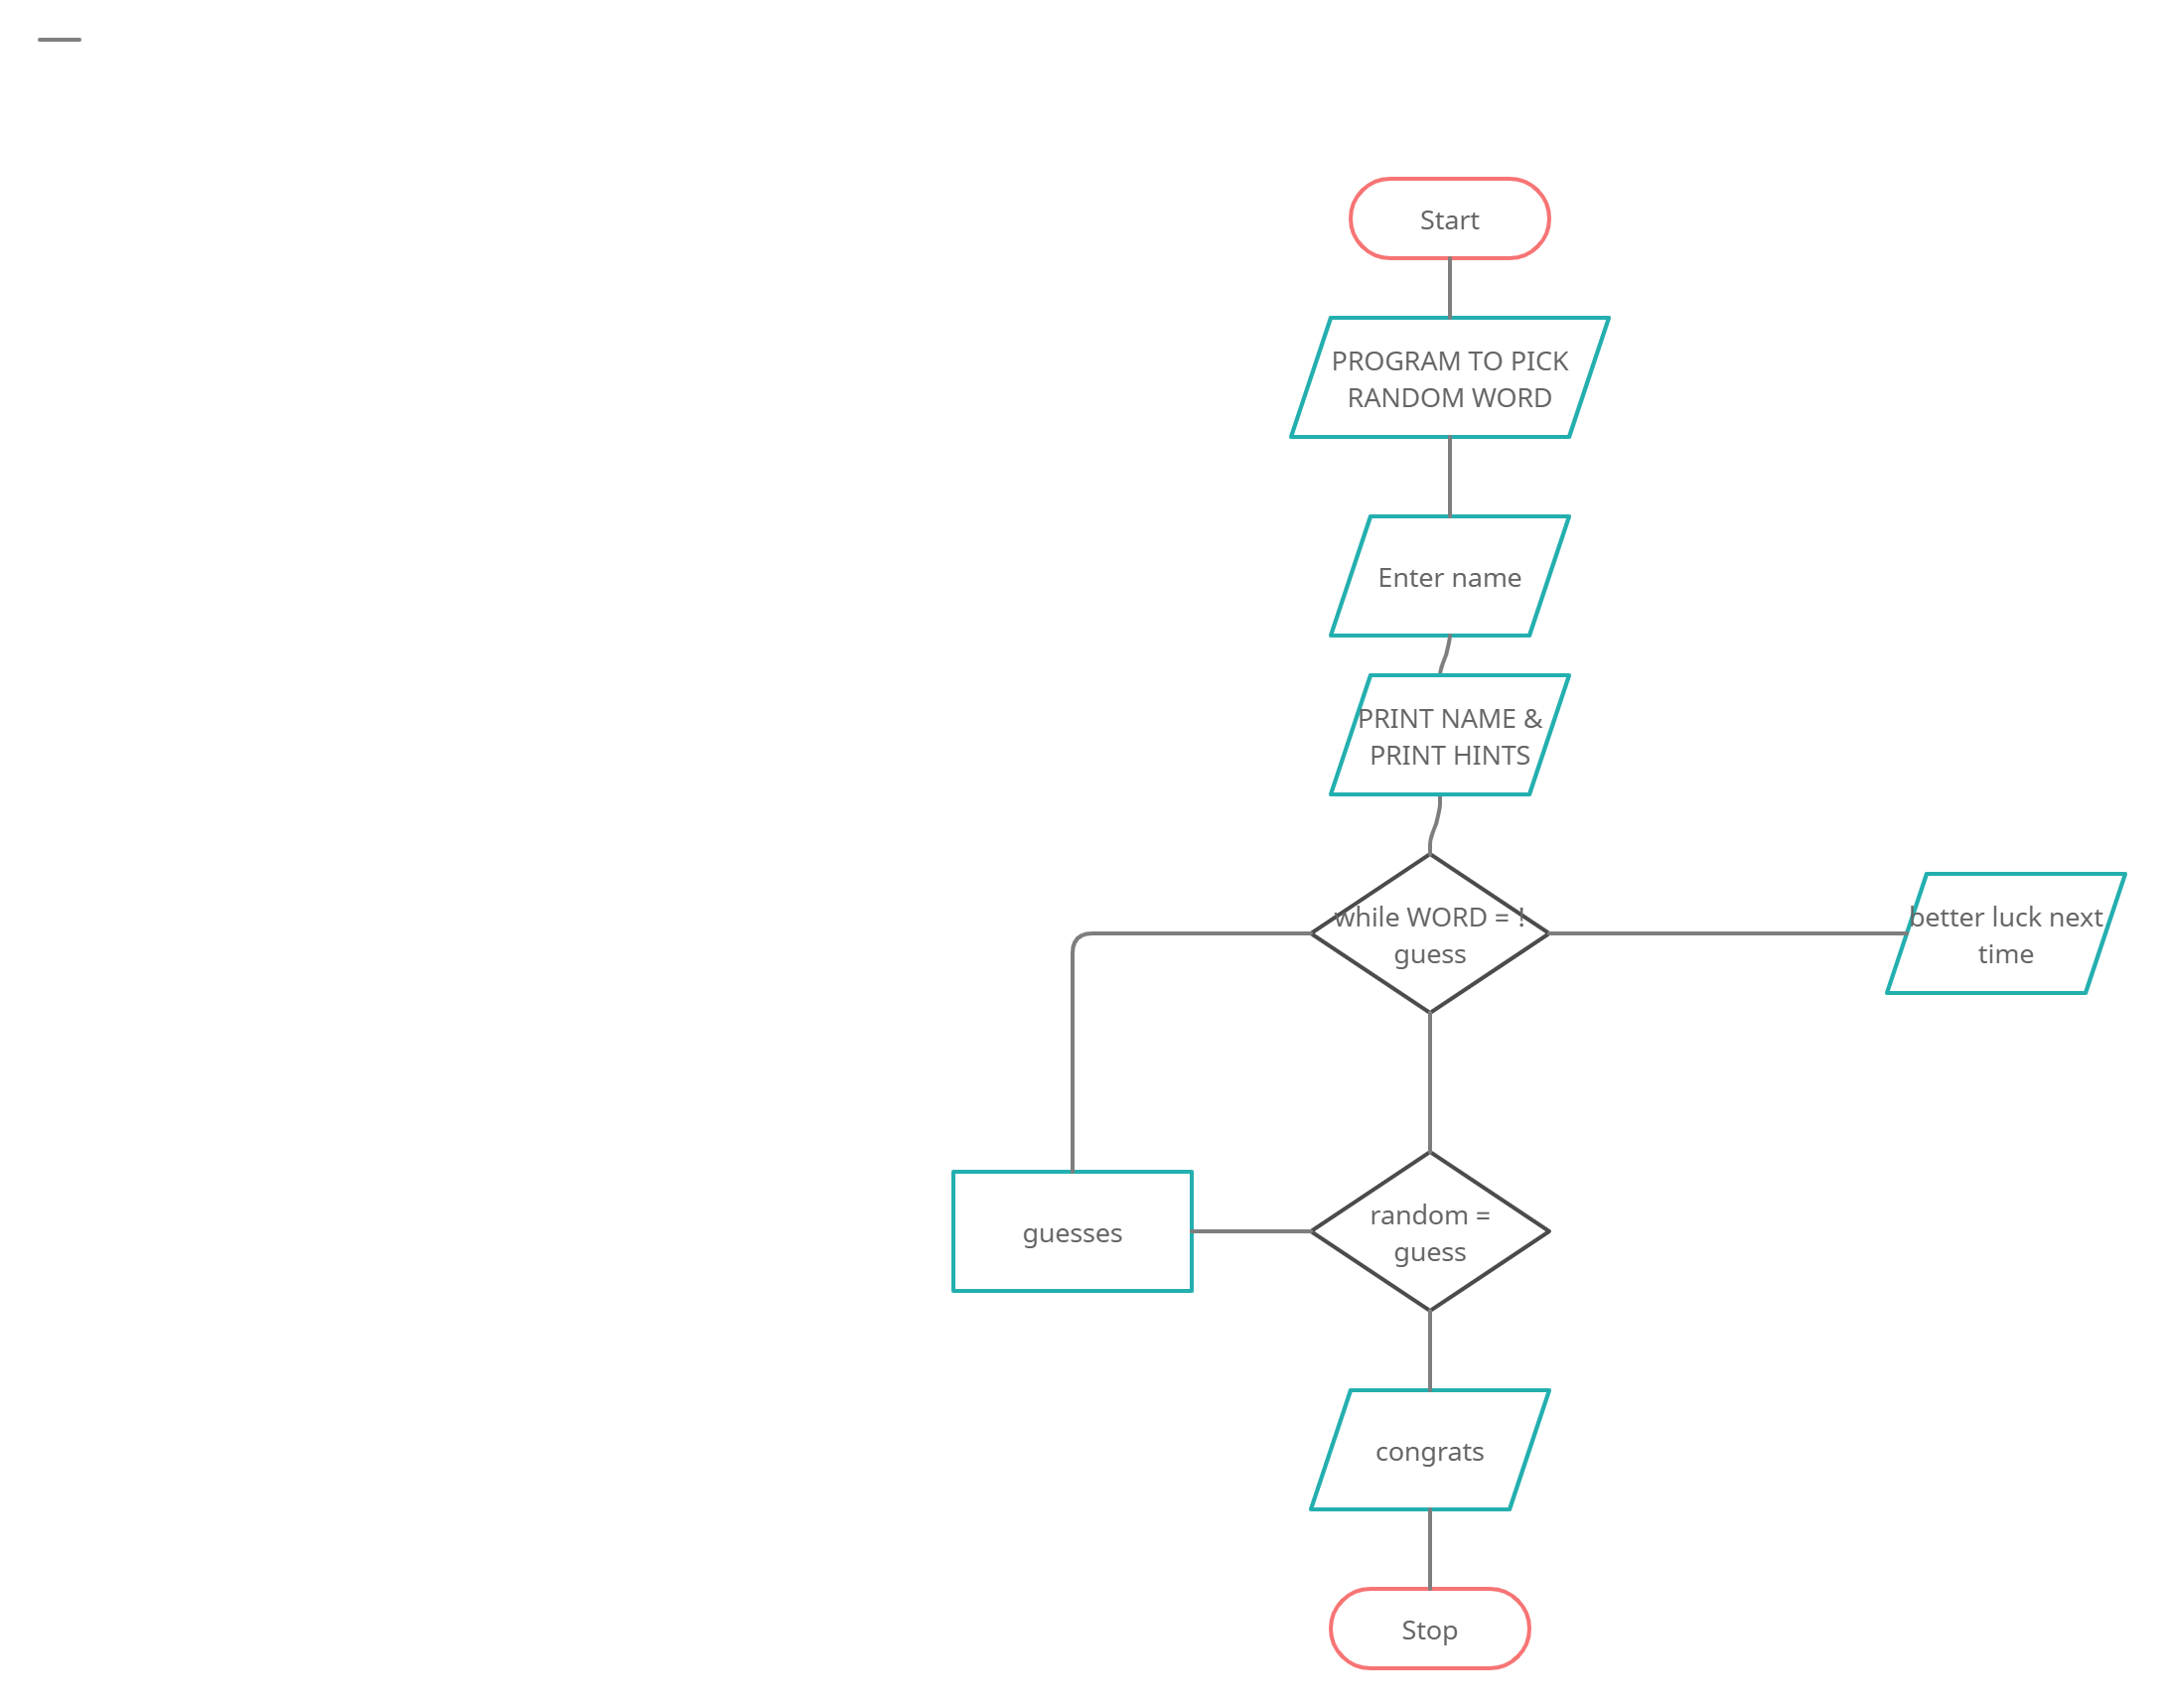 Start
PROGRAM TO PICK
RANDOM WORD
Enter name
PRINT NAME &
PRINT HINTS
while WORD = !
guess
better luck next
time
random =
guess
guesses
congrats
Stop